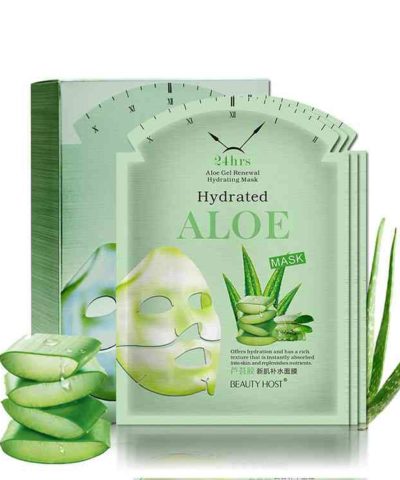 24hrs
Aloe Gel Renewal
Hydrating Mask
Hydrated
ALOE
MASK
Offers hydration and has a rich
texture that is instantly absorbed
into skin and replenishes nutrients.
芦荟胶 新肌补水面膜
BEAUTY HOST®